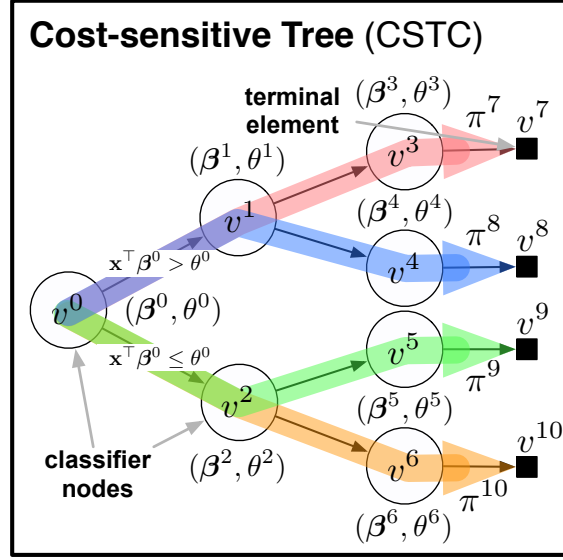 Cost-sensitive Tree (CSTC)
(β³, θ³)
terminal element
π⁷
v⁷
(β¹, θ¹)
v³
v¹
(β⁴, θ⁴)
π⁸
v⁸
x⊤β⁰ > θ⁰
v⁴
v⁰
(β⁰, θ⁰)
v⁹
x⊤β⁰ ≤ θ⁰
v⁵
π⁹
v²
(β⁵, θ⁵)
classifier nodes
(β², θ²)
v⁶
v¹⁰
π¹⁰
(β⁶, θ⁶)